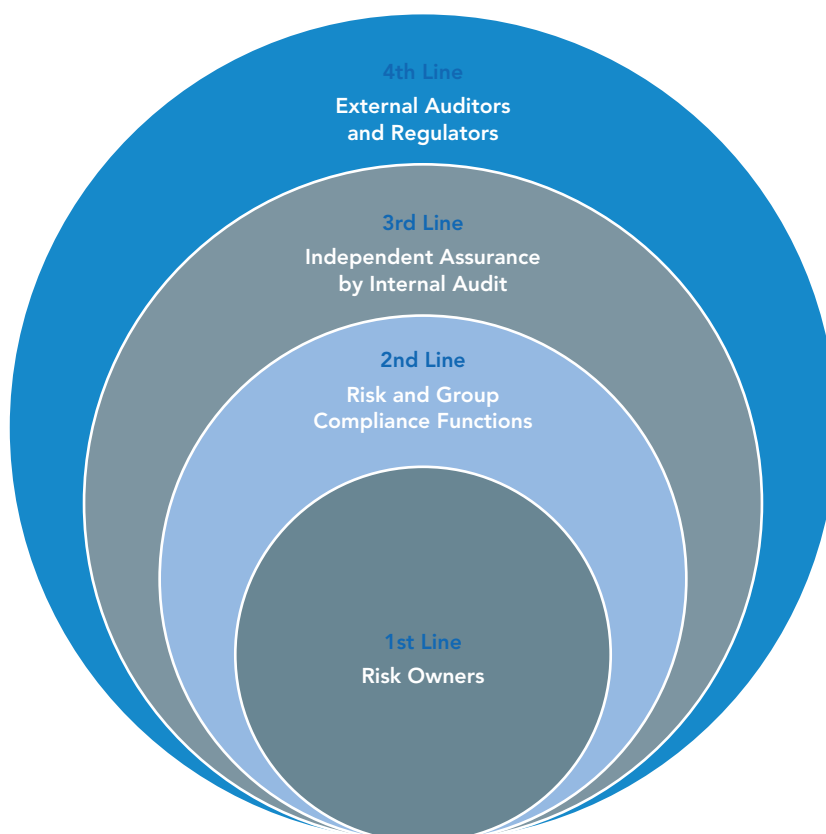 4th Line
External Auditors
and Regulators
3rd Line
Independent Assurance
by Internal Audit
2nd Line
Risk and Group
Compliance Functions
1st Line
Risk Owners